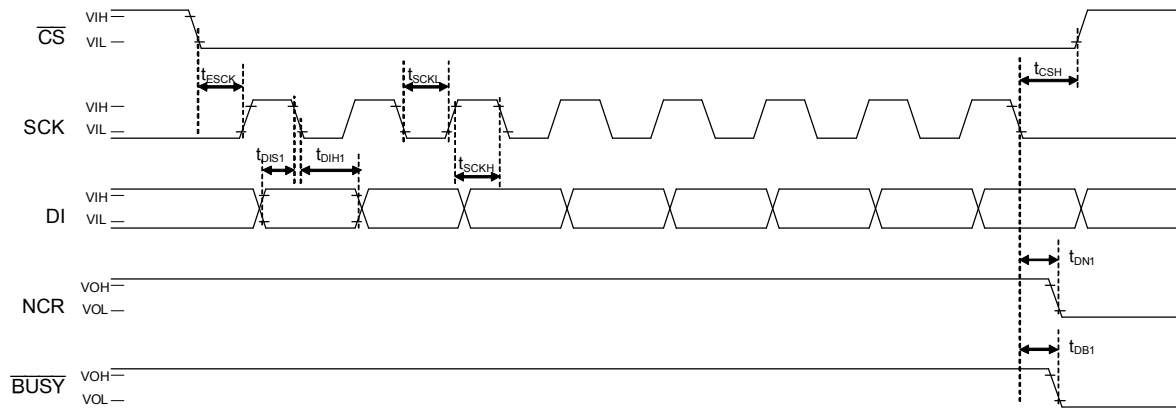 VIH
CS
VIL
tESCK
tSCKL
tCSH
VIH
SCK
VIL
tDIS1
tDIH1
tSCKH
VIH
DI
VIL
tDN1
VOH
NCR
VOL
tDB1
VOH
BUSY
VOL